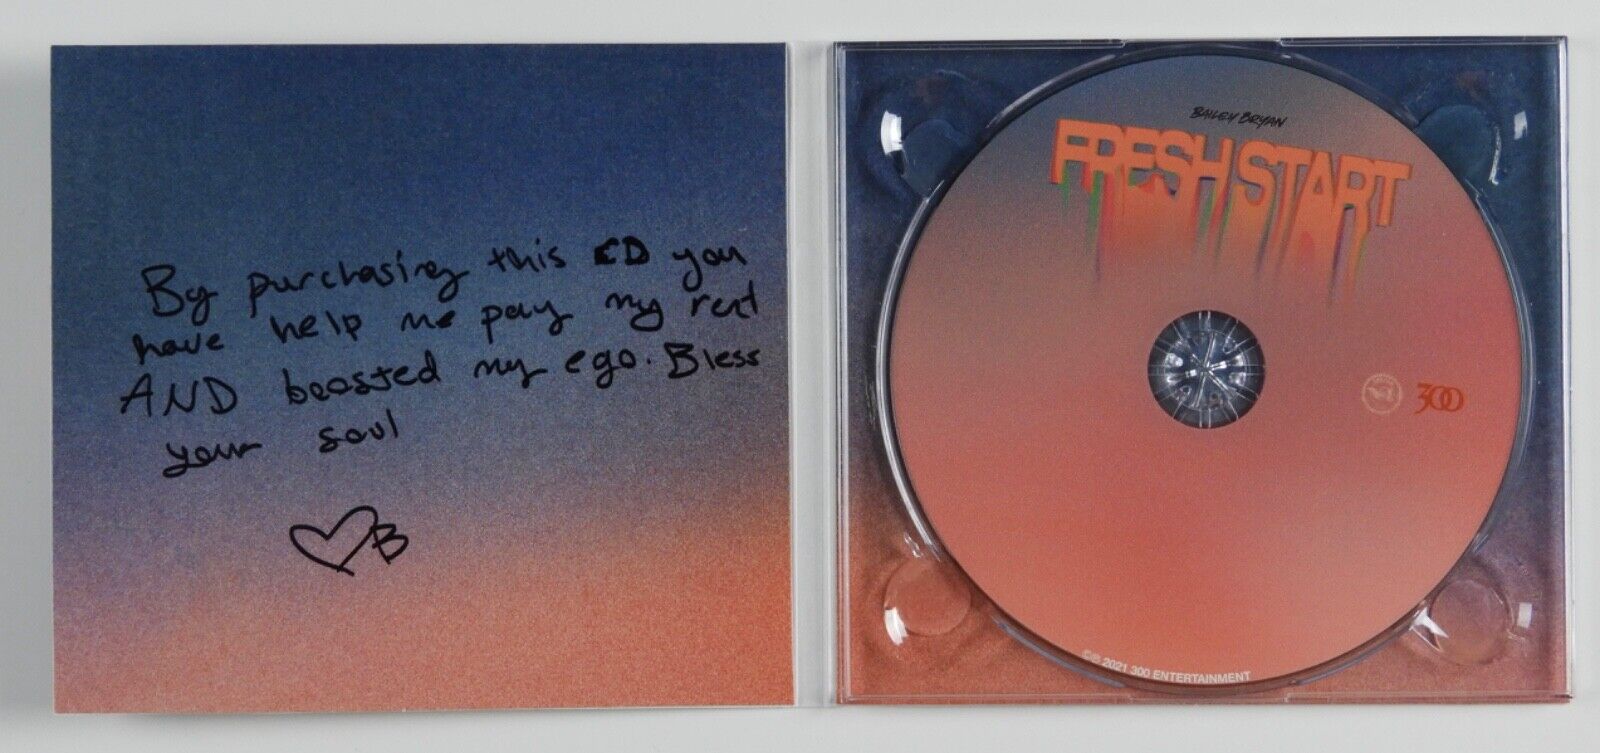 By purchasing this CD you
have help me pay my rent
AND boosted my ego. Bless
your soul
♡B
BAILEY BRYAN
FRESH START
300
©℗ 2021 300 ENTERTAINMENT